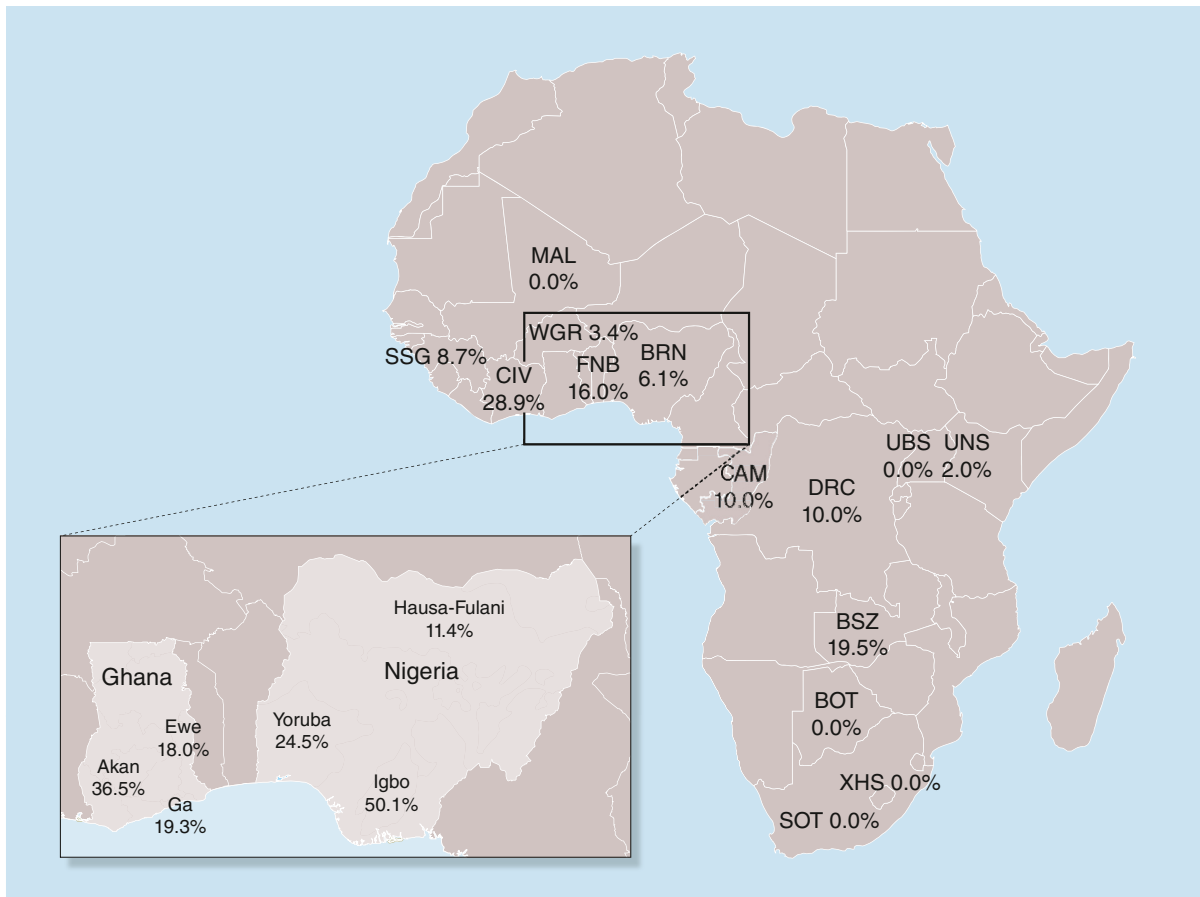 MAL
0.0%
WGR 3.4%
SSG 8.7%
CIV
28.9%
FNB
16.0%
BRN
6.1%
UBS
0.0%
UNS
2.0%
CAM
10.0%
DRC
10.0%
BSZ
19.5%
BOT
0.0%
XHS 0.0%
SOT 0.0%
Hausa-Fulani
11.4%
Ghana
Nigeria
Ewe
18.0%
Yoruba
24.5%
Akan
36.5%
Ga
19.3%
Igbo
50.1%